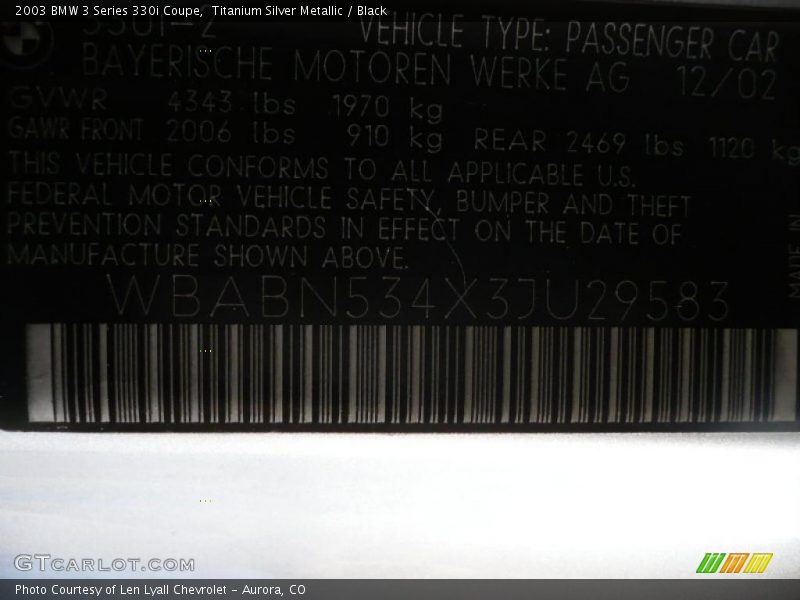 2003 BMW 3 Series 330i Coupe,  Titanium Silver Metallic / Black
VEHICLE TYPE: PASSENGER CAR
BAYERISCHE MOTOREN WERKE AG 12/02
GVWR 4343 lbs 1970 kg
GAWR FRONT 2006 lbs 910 kg REAR 2469 lbs 1120 kg
THIS VEHICLE CONFORMS TO ALL APPLICABLE U.S.
FEDERAL MOTOR VEHICLE SAFETY, BUMPER AND THEFT
PREVENTION STANDARDS IN EFFECT ON THE DATE OF
MANUFACTURE SHOWN ABOVE.
MADE IN
WBABN534X3JU29583
GTCARLOT.COM
Photo Courtesy of Len Lyall Chevrolet – Aurora, CO